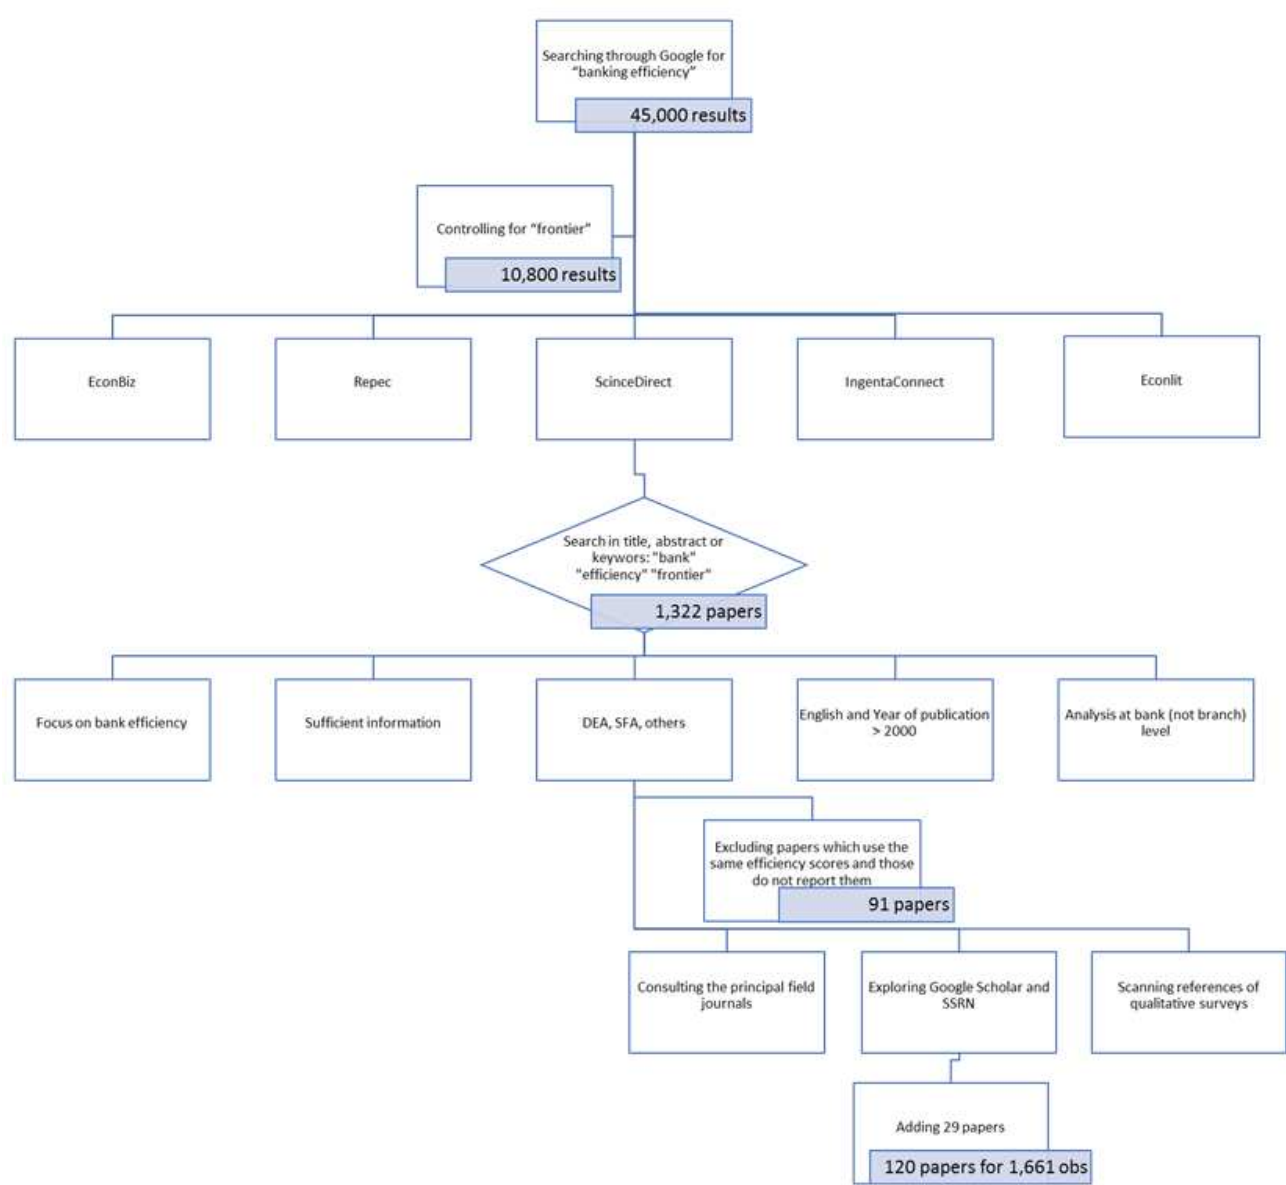 Searching through Google for
"banking efficiency"
45,000 results
Controlling for "frontier"
10,800 results
EconBiz
Repec
ScinceDirect
IngentaConnect
Econlit
Search in title, abstract or
keywors: "bank"
"efficiency" "frontier"
1,322 papers
Focus on bank efficiency
Sufficient information
DEA, SFA, others
English and Year of publication
> 2000
Analysis at bank (not branch)
level
Excluding papers which use the
same efficiency scores and those
do not report them
91 papers
Consulting the principal field
journals
Exploring Google Scholar and
SSRN
Scanning references of
qualitative surveys
Adding 29 papers
120 papers for 1,661 obs